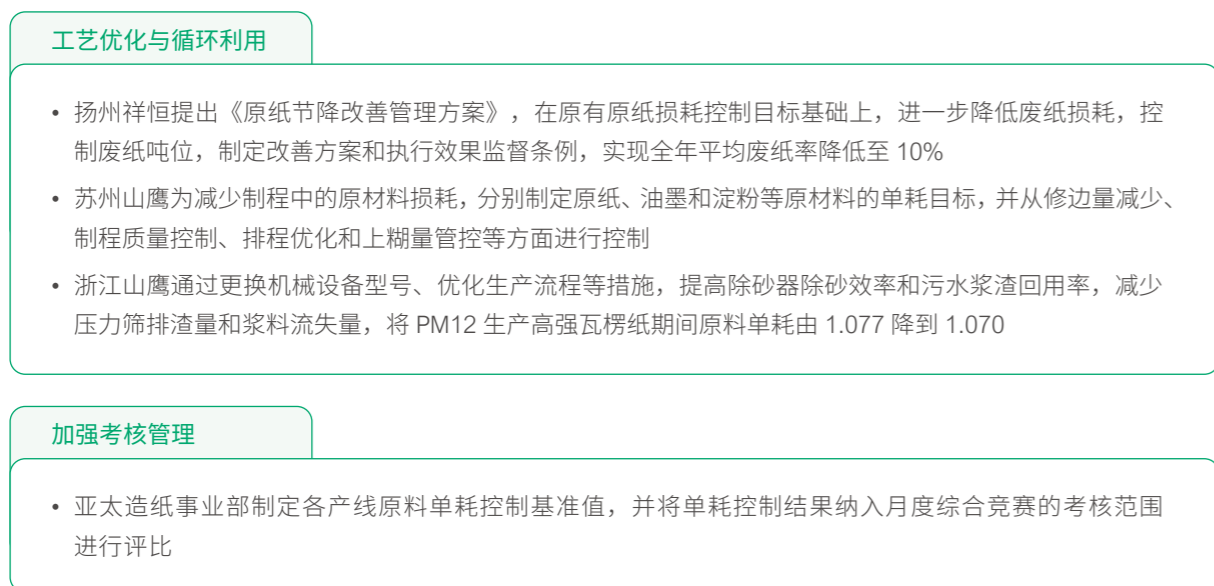 工艺优化与循环利用
• 扬州祥恒提出《原纸节降改善管理方案》，在原有原纸损耗控制目标基础上，进一步降低废纸损耗，控
制废纸吨位，制定改善方案和执行效果监督条例，实现全年平均废纸率降低至 10%
• 苏州山鹰为减少制程中的原材料损耗，分别制定原纸、油墨和淀粉等原材料的单耗目标，并从修边量减少、
制程质量控制、排程优化和上糊量管控等方面进行控制
• 浙江山鹰通过更换机械设备型号、优化生产流程等措施，提高除砂器除砂效率和污水浆渣回用率，减少
压力筛排渣量和浆料流失量，将 PM12 生产高强瓦楞纸期间原料单耗由 1.077 降到 1.070
加强考核管理
• 亚太造纸事业部制定各产线原料单耗控制基准值，并将单耗控制结果纳入月度综合竞赛的考核范围
进行评比